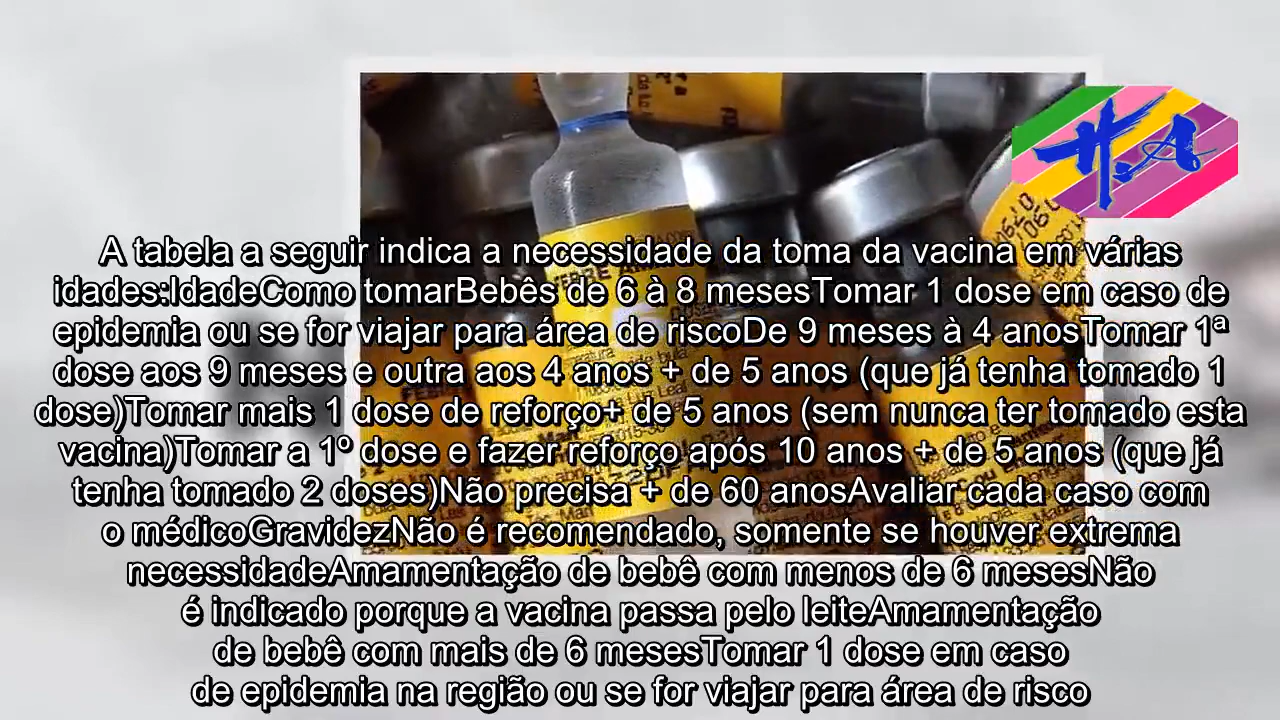 H.A.
A tabela a seguir indica a necessidade da toma da vacina em várias
idades:IdadeComo tomarBebês de 6 à 8 mesesTomar 1 dose em caso de
epidemia ou se for viajar para área de riscoDe 9 meses à 4 anosTomar 1ª
dose aos 9 meses e outra aos 4 anos + de 5 anos (que já tenha tomado 1
dose)Tomar mais 1 dose de reforço+ de 5 anos (sem nunca ter tomado esta
vacina)Tomar a 1º dose e fazer reforço após 10 anos + de 5 anos (que já
tenha tomado 2 doses)Não precisa + de 60 anosAvaliar cada caso com
o médicoGravidezNão é recomendado, somente se houver extrema
necessidadeAmamentação de bebê com menos de 6 mesesNão
é indicado porque a vacina passa pelo leiteAmamentação
de bebê com mais de 6 mesesTomar 1 dose em caso
de epidemia na região ou se for viajar para área de risco